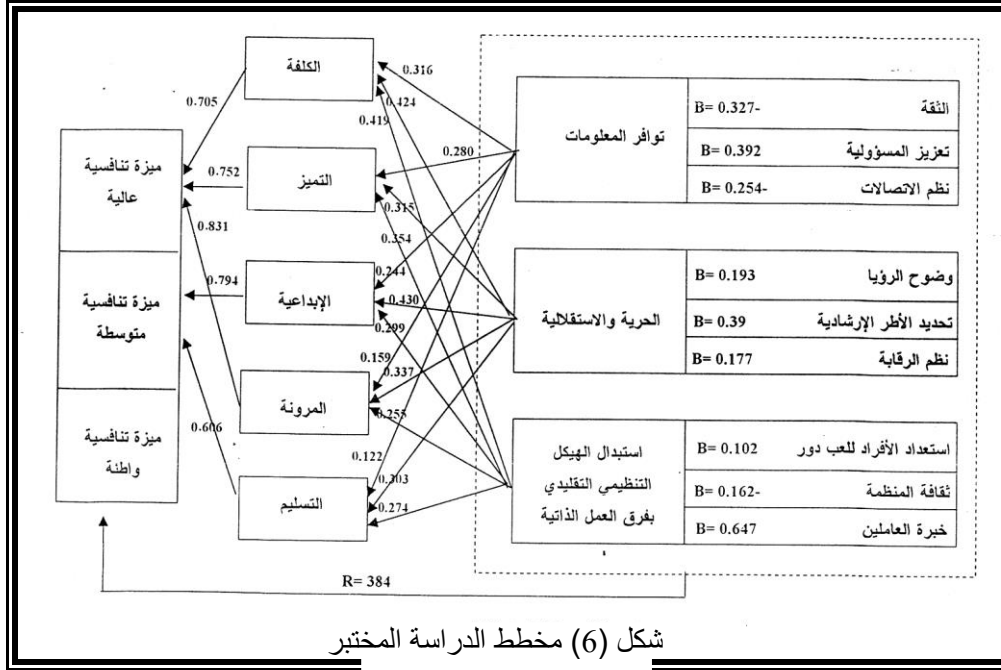 توافر المعلومات
الثقة
B= 0.327-
تعزيز المسؤولية
B= 0.392
نظم الاتصالات
B= 0.254-
الحرية والاستقلالية
وضوح الرؤيا
B= 0.193
تحديد الأطر الإرشادية
B= 0.39
نظم الرقابة
B= 0.177
استبدال الهيكل
التنظيمي التقليدي
بفرق العمل الذاتية
استعداد الأفراد للعب دور
B= 0.102
ثقافة المنظمة
B= 0.162-
خبرة العاملين
B= 0.647
0.316
0.424
0.419
0.280
0.315
0.354
0.244
0.430
0.299
0.159
0.337
0.255
0.122
0.303
0.274
الكلفة
التميز
الإبداعية
المرونة
التسليم
0.705
0.752
0.831
0.794
0.606
ميزة تنافسية
عالية
ميزة تنافسية
متوسطة
ميزة تنافسية
واطئة
R= 384
شكل (6) مخطط الدراسة المختبر